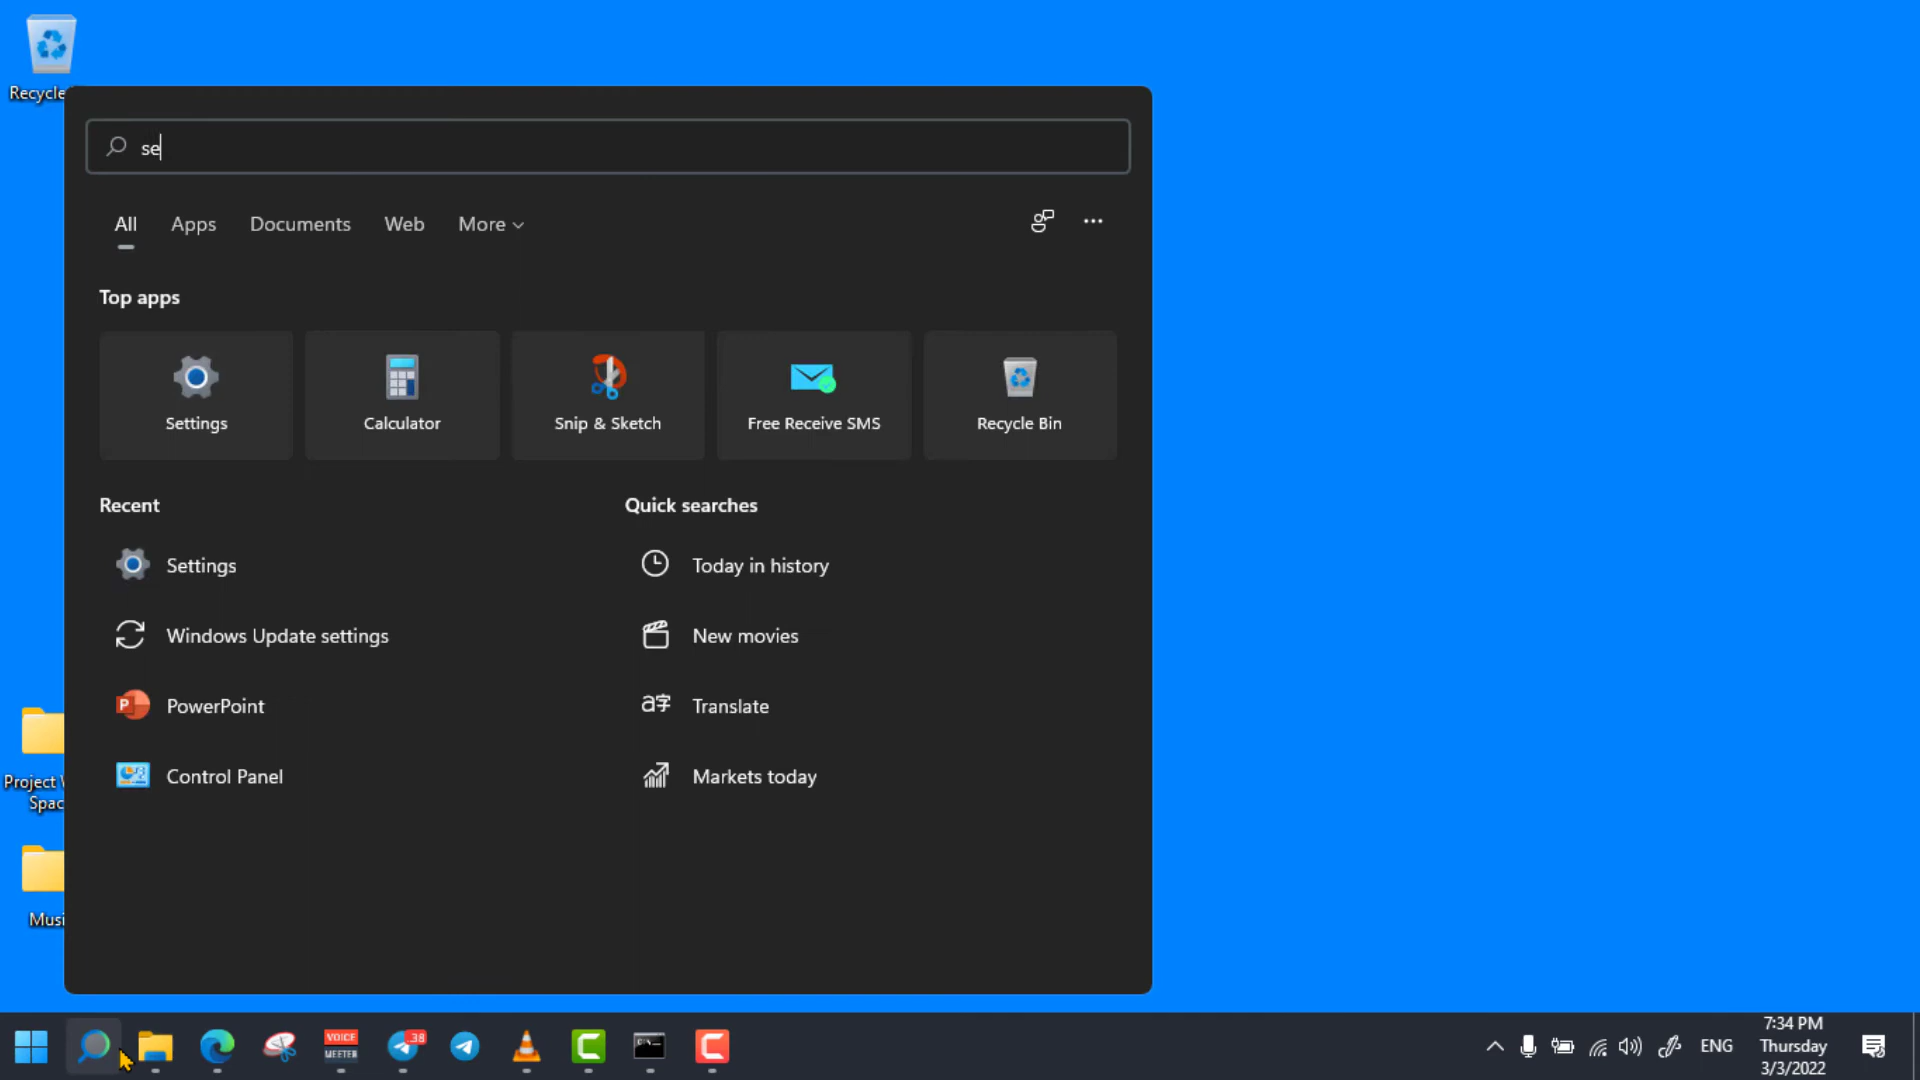 Recycle
se
All Apps Documents Web More
Top apps
Settings Calculator Snip & Sketch Free Receive SMS Recycle Bin
Recent Quick searches
Settings Today in history
Windows Update settings New movies
PowerPoint Translate
Control Panel Markets today
Project
Spac
Musi
VOICE
MEETER
.38
ENG
7:34 PM
Thursday
3/3/2022